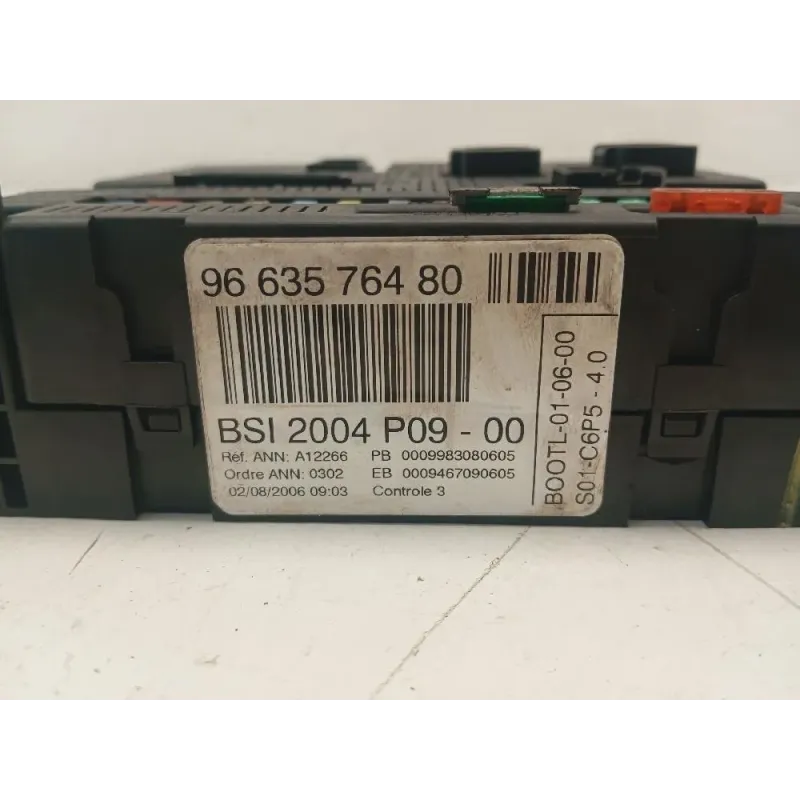 96 635 764 80
BSI 2004 P09 - 00
Réf. ANN: A12266 PB 0009983080605
Ordre ANN: 0302 EB 0009467090605
02/08/2006 09:03 Controle 3
BOOTL-01-06-00
S01-C6P5 - 4.0